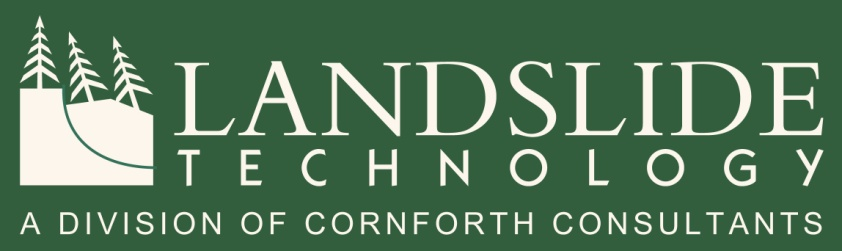 LANDSLIDE
TECHNOLOGY
A DIVISION OF CORNFORTH CONSULTANTS